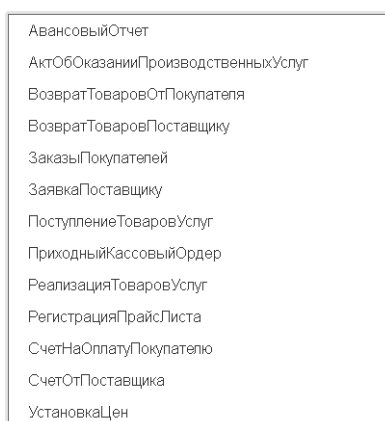 АвансовыйОтчет
АктОбОказанииПроизводственныхУслуг
ВозвратТоваровОтПокупателя
ВозвратТоваровПоставщику
ЗаказыПокупателей
ЗаявкаПоставщику
ПоступлениеТоваровУслуг
ПриходныйКассовыйОрдер
РеализацияТоваровУслуг
РегистрацияПрайсЛиста
СчетНаОплатуПокупателю
СчетОтПоставщика
УстановкаЦен